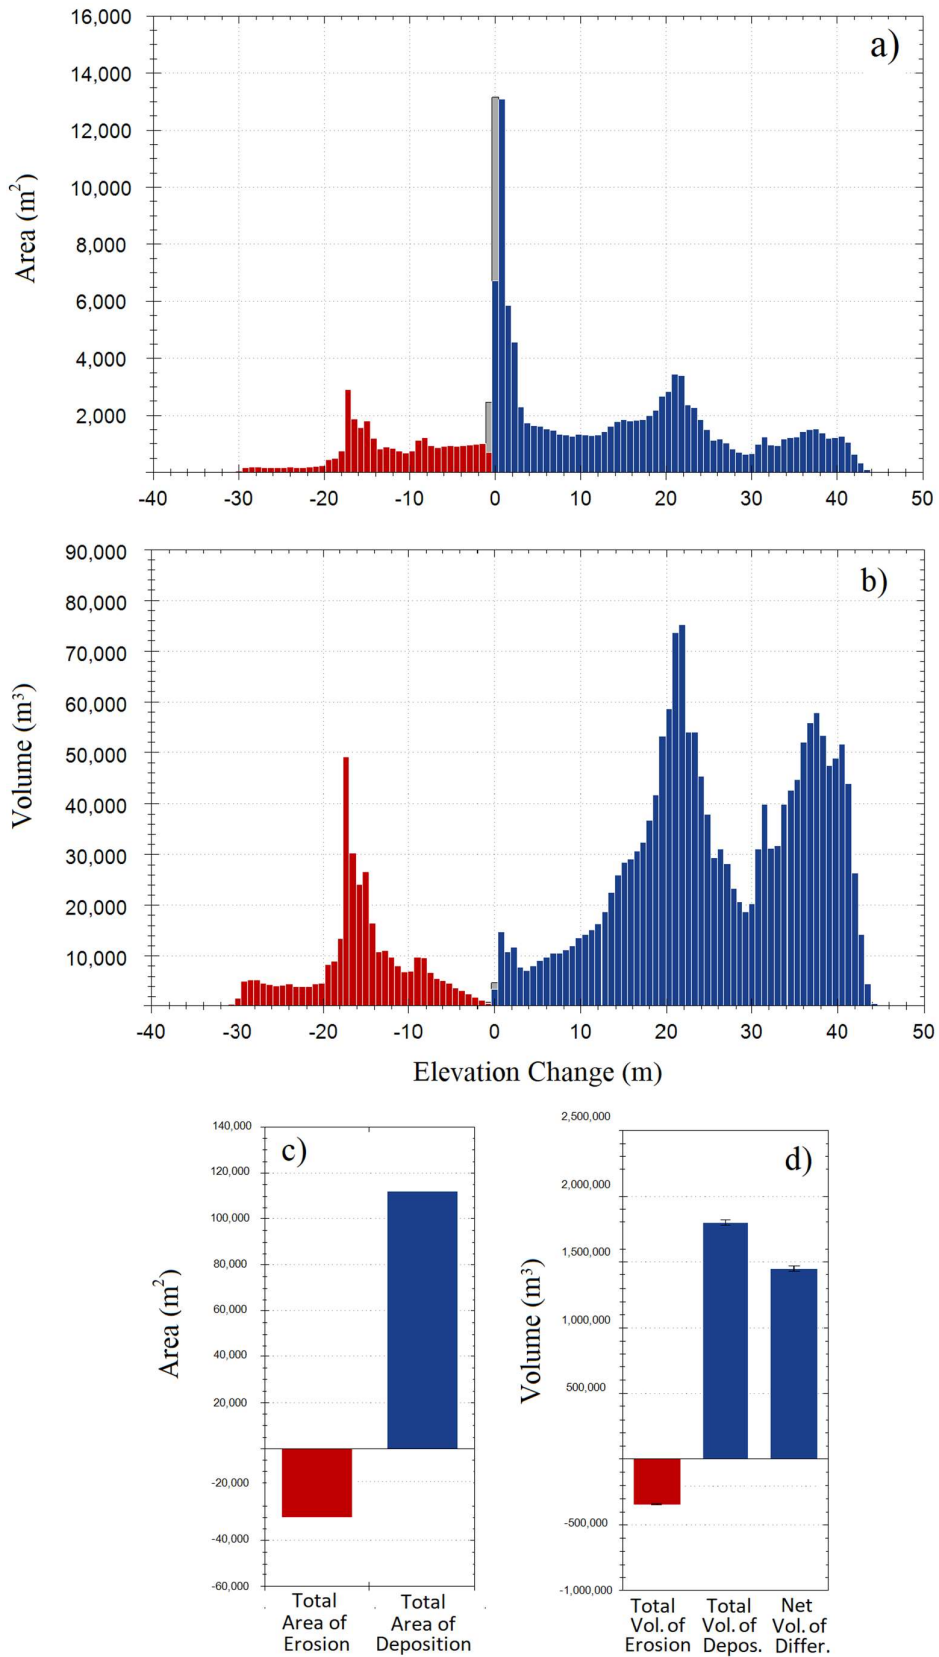 16,000
14,000
12,000
10,000
8,000
6,000
4,000
2,000
Area (m²)
a)
-40 -30 -20 -10 0 10 20 30 40 50
90,000
80,000
70,000
60,000
50,000
40,000
30,000
20,000
10,000
Volume (m³)
b)
-40 -30 -20 -10 0 10 20 30 40 50
Elevation Change (m)
140,000
120,000
100,000
80,000
60,000
40,000
20,000
-20,000
-40,000
-60,000
Area (m²)
c)
Total
Area of
Erosion
Total
Area of
Deposition
2,500,000
2,000,000
1,500,000
1,000,000
500,000
-500,000
-1,000,000
Volume (m³)
d)
Total
Vol. of
Erosion
Total
Vol. of
Depos.
Net
Vol. of
Differ.